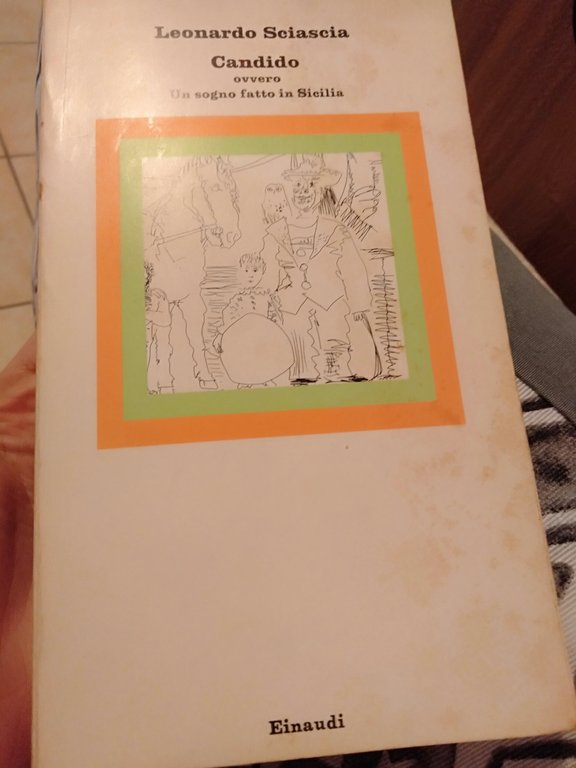 Leonardo Sciascia
Candido
ovvero
Un sogno fatto in Sicilia
Einaudi